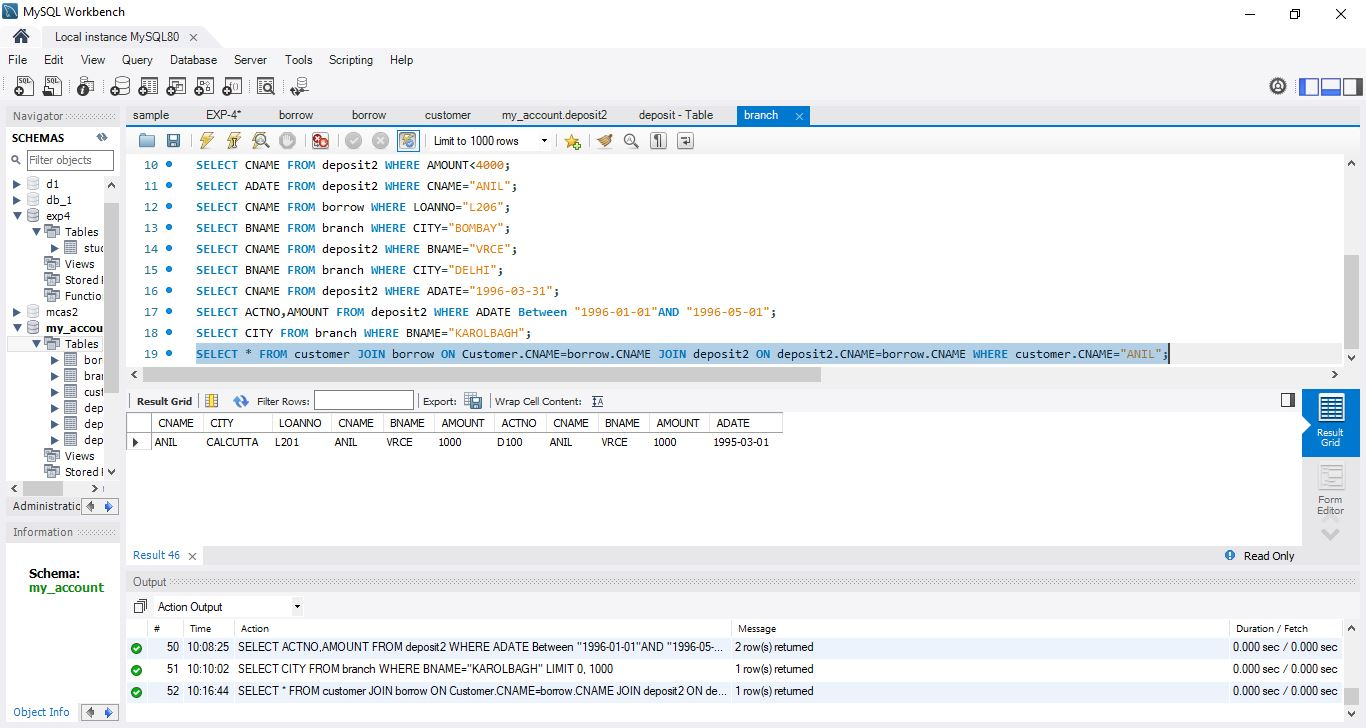 MySQL Workbench
Local instance MySQL80
File Edit View Query Database Server Tools Scripting Help
Navigator
SCHEMAS
Filter objects
d1
db_1
exp4
Tables
stud
Views
Stored P
Functio
mcas2
my_accou
Tables
bor
brar
cust
dep
dep
dep
Views
Stored P
Administratic
Information
Schema:
my_account
Object Info
sample EXP-4* borrow borrow customer my_account.deposit2 deposit - Table branch
Limit to 1000 rows
10 SELECT CNAME FROM deposit2 WHERE AMOUNT<4000;
11 SELECT ADATE FROM deposit2 WHERE CNAME="ANIL";
12 SELECT CNAME FROM borrow WHERE LOANNO="L206";
13 SELECT BNAME FROM branch WHERE CITY="BOMBAY";
14 SELECT CNAME FROM deposit2 WHERE BNAME="VRCE";
15 SELECT BNAME FROM branch WHERE CITY="DELHI";
16 SELECT CNAME FROM deposit2 WHERE ADATE="1996-03-31";
17 SELECT ACTNO,AMOUNT FROM deposit2 WHERE ADATE Between "1996-01-01"AND "1996-05-01";
18 SELECT CITY FROM branch WHERE BNAME="KAROLBAGH";
19 SELECT * FROM customer JOIN borrow ON Customer.CNAME=borrow.CNAME JOIN deposit2 ON deposit2.CNAME=borrow.CNAME WHERE customer.CNAME="ANIL";
Result Grid Filter Rows: Export: Wrap Cell Content:
CNAME CITY LOANNO CNAME BNAME AMOUNT ACTNO CNAME BNAME AMOUNT ADATE
ANIL CALCUTTA L201 ANIL VRCE 1000 D100 ANIL VRCE 1000 1995-03-01
Result
Grid
Form
Editor
Result 46
Read Only
Output
Action Output
# Time Action Message Duration / Fetch
50 10:08:25 SELECT ACTNO,AMOUNT FROM deposit2 WHERE ADATE Between "1996-01-01"AND "1996-05-... 2 row(s) returned 0.000 sec / 0.000 sec
51 10:10:02 SELECT CITY FROM branch WHERE BNAME="KAROLBAGH" LIMIT 0, 1000 1 row(s) returned 0.000 sec / 0.000 sec
52 10:16:44 SELECT * FROM customer JOIN borrow ON Customer.CNAME=borrow.CNAME JOIN deposit2 ON de... 1 row(s) returned 0.000 sec / 0.000 sec